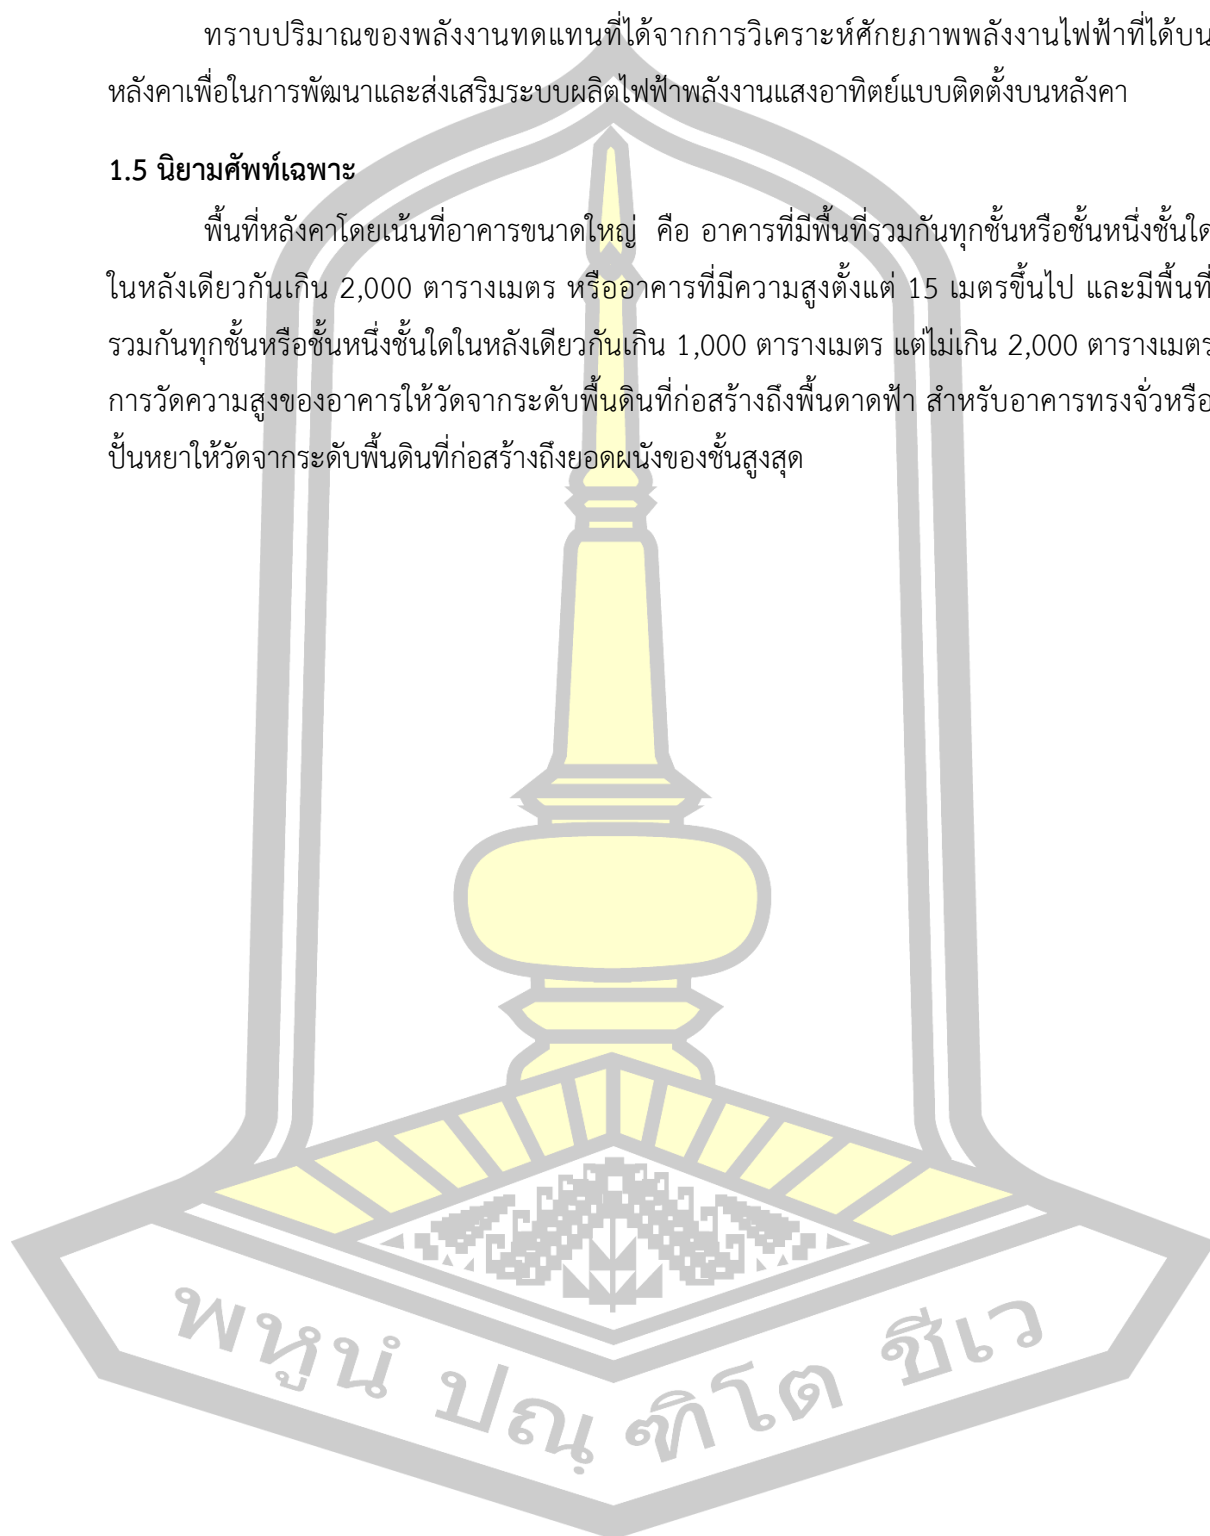 ทราบปริมาณของพลังงานทดแทนที่ได้จากการวิเคราะห์ศักยภาพพลังงานไฟฟ้าที่ได้บน
หลังคาเพื่อในการพัฒนาและส่งเสริมระบบผลิตไฟฟ้าพลังงานแสงอาทิตย์แบบติดตั้งบนหลังคา
1.5 นิยามศัพท์เฉพาะ
พื้นที่หลังคาโดยเน้นที่อาคารขนาดใหญ่ คือ อาคารที่มีพื้นที่รวมกันทุกชั้นหรือชั้นหนึ่งชั้นใด
ในหลังเดียวกันเกิน 2,000 ตารางเมตร หรืออาคารที่มีความสูงตั้งแต่ 15 เมตรขึ้นไป และมีพื้นที่
รวมกันทุกชั้นหรือชั้นหนึ่งชั้นใดในหลังเดียวกันเกิน 1,000 ตารางเมตร แต่ไม่เกิน 2,000 ตารางเมตร
การวัดความสูงของอาคารให้วัดจากระดับพื้นดินที่ก่อสร้างถึงพื้นดาดฟ้า สำหรับอาคารทรงจั่วหรือ
ปั้นหยาให้วัดจากระดับพื้นดินที่ก่อสร้างถึงยอดผนังของชั้นสูงสุด
พหูนํ ปณฺฑิโต ชีเว